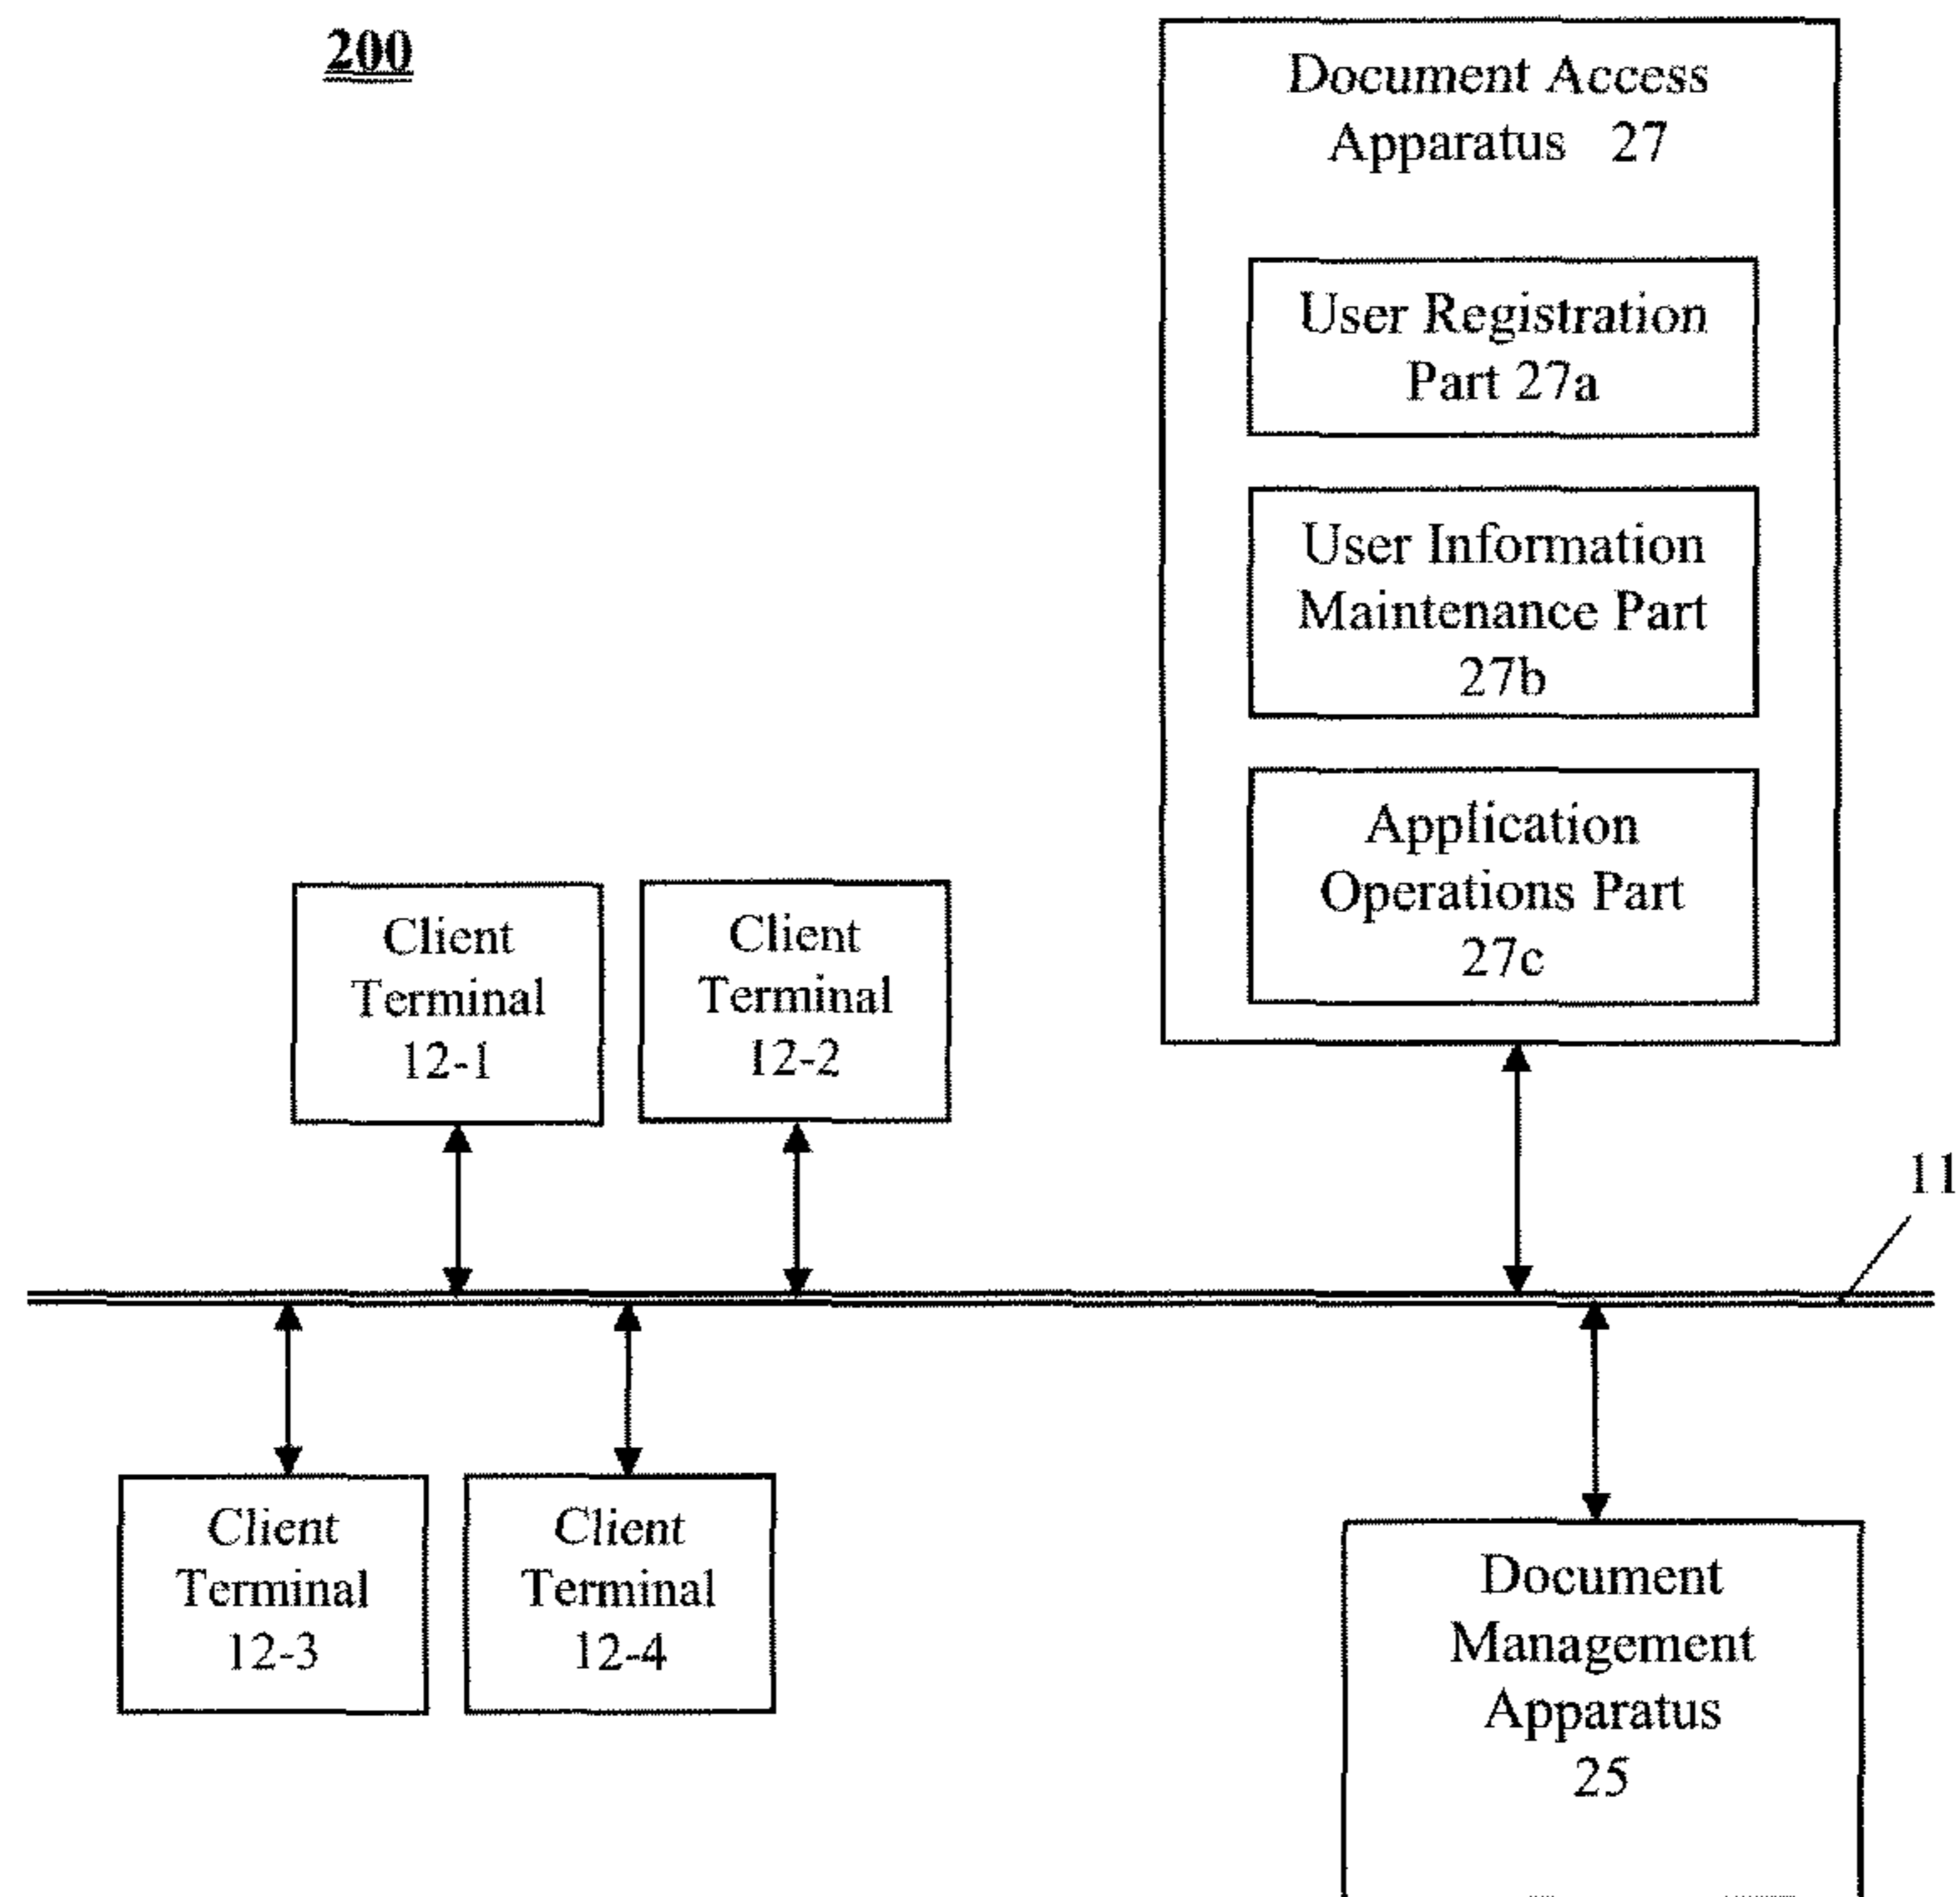 200
Document Access
Apparatus 27
User Registration
Part 27a
User Information
Maintenance Part
27b
Application
Operations Part
27c
Client
Terminal
12-1
Client
Terminal
12-2
11
Client
Terminal
12-3
Client
Terminal
12-4
Document
Management
Apparatus
25